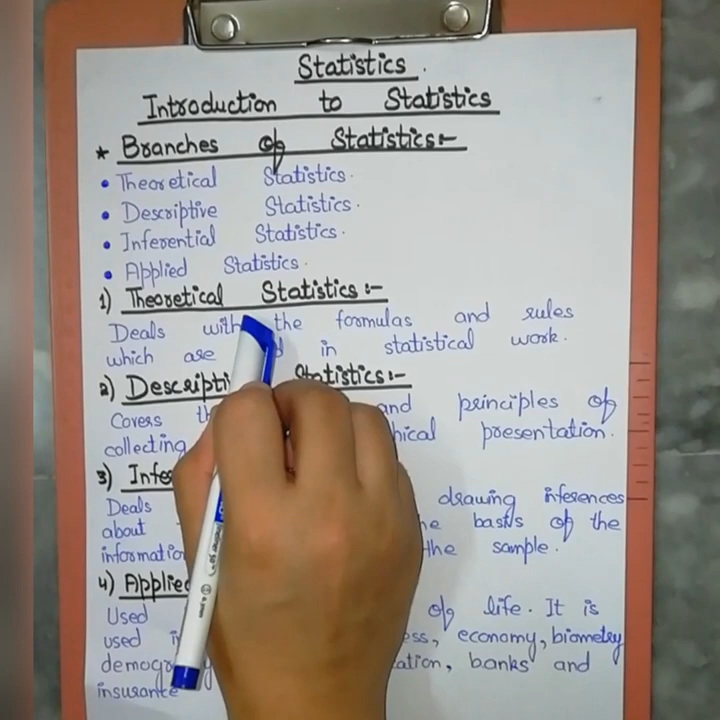 Statistics.
Introduction to Statistics
* Branches of Statistics:-
• Theoretical Statistics.
• Descriptive Statistics.
• Inferential Statistics.
• Applied Statistics.
1) Theoretical Statistics:-
Deals with the formulas and rules
which are in statistical work.
2) Statistics:-
Covers and principles of
collecting presentation.
3)
Deals drawing inferences
about basis of the
the sample.
4) Applied
Used of life. It is
used economy, biometry
banks and
insurance